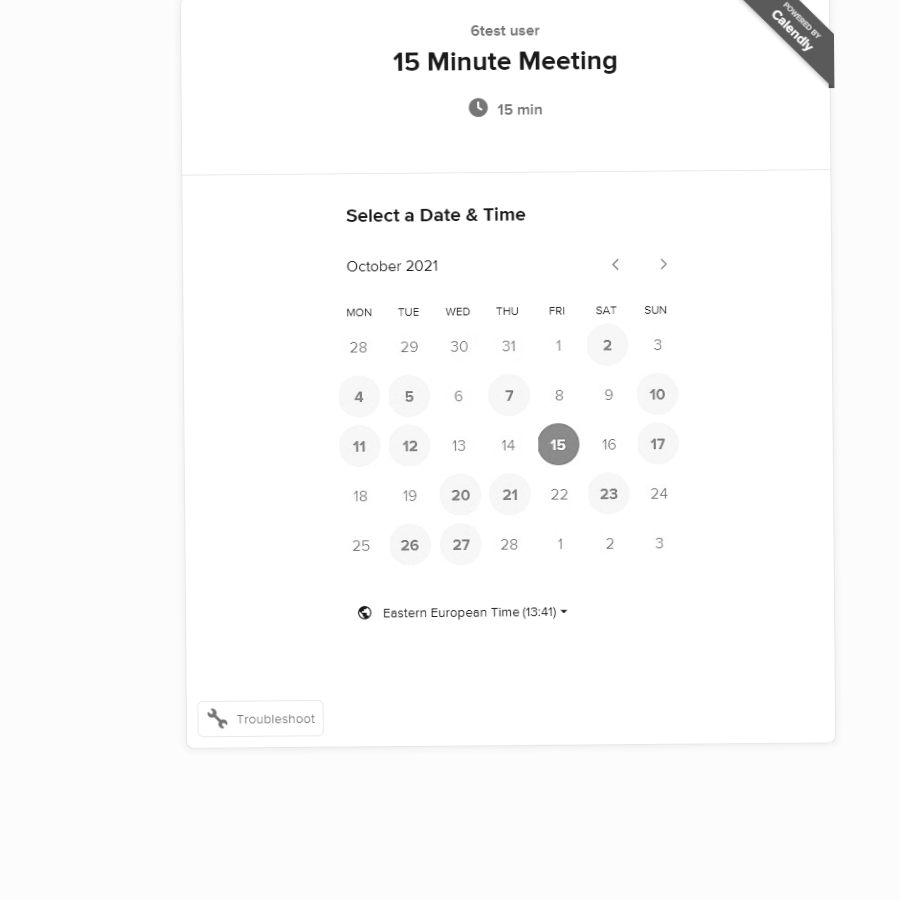 POWERED BY
Calendly
6test user
15 Minute Meeting
15 min
Select a Date & Time
October 2021
MON TUE WED THU FRI SAT SUN
28 29 30 31 1 2 3
4 5 6 7 8 9 10
11 12 13 14 15 16 17
18 19 20 21 22 23 24
25 26 27 28 1 2 3
Eastern European Time (13:41)
Troubleshoot